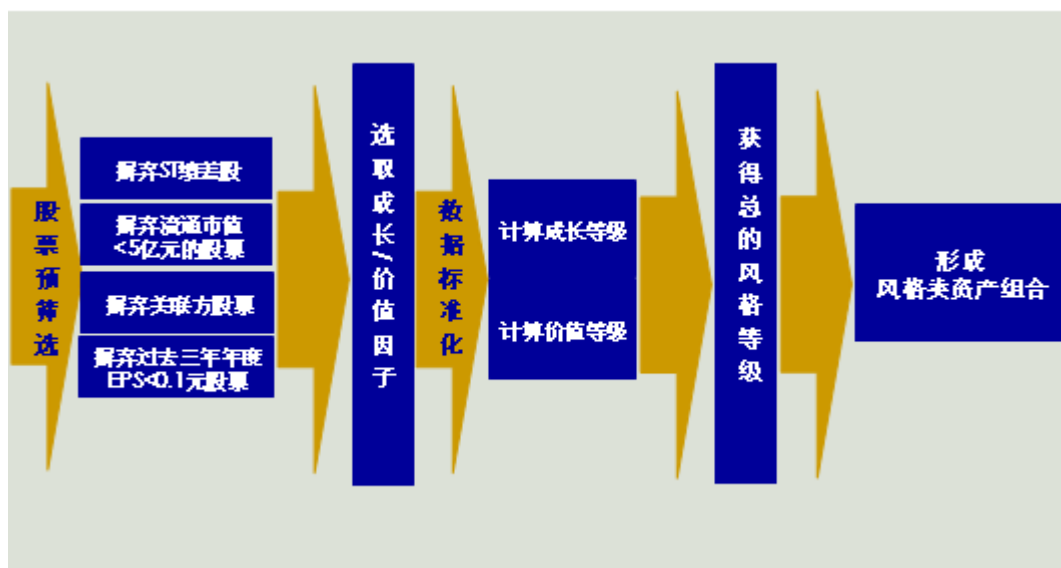 股票预筛选
摒弃ST绩差股
摒弃流通市值
<5亿元的股票
摒弃关联方股票
摒弃过去三年年度
EPS<0.1元股票
选取成长/价值因子
数据标准化
计算成长等级
计算价值等级
获得总的风格等级
形成
风格类资产组合